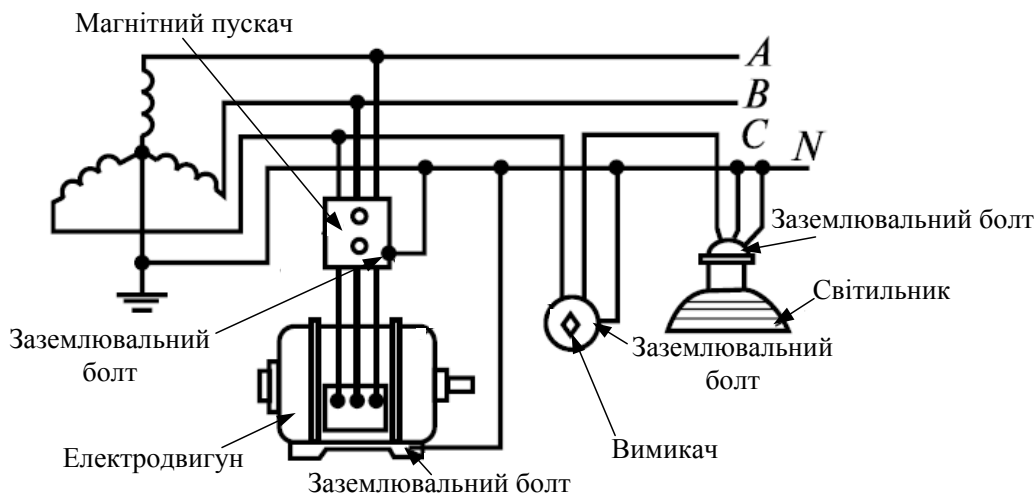 Магнітний пускач
A
B
C
N
Заземлювальний болт
Світильник
Заземлювальний
болт
Заземлювальний
болт
Електродвигун
Вимикач
Заземлювальний болт